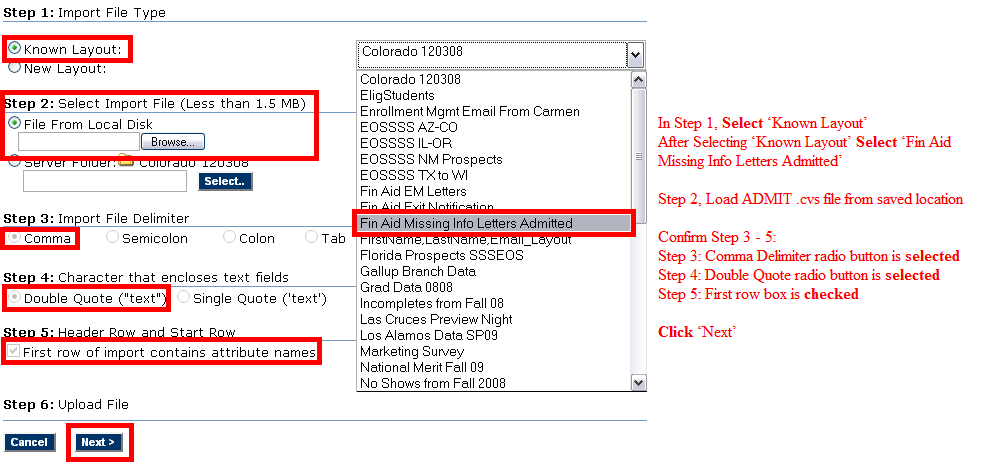 Step 1: Import File Type
Known Layout:
New Layout:
Colorado 120308
Colorado 120308
EligStudents
Enrollment Mgmt Email From Carmen
EOSSSS AZ-CO
EOSSSS IL-OR
EOSSSS NM Prospects
EOSSSS TX to WI
Fin Aid EM Letters
Fin Aid Exit Notification
Fin Aid Missing Info Letters Admitted
FirstName,LastName,Email_Layout
Florida Prospects SSSEOS
Gallup Branch Data
Grad Data 0808
Incompletes from Fall 08
Las Cruces Preview Night
Los Alamos Data SP09
Marketing Survey
National Merit Fall 09
No Shows from Fall 2008
Step 2: Select Import File (Less than 1.5 MB)
File From Local Disk
Browse...
Server Folder: Colorado 120308
Select..
Step 3: Import File Delimiter
Comma Semicolon Colon Tab
Step 4: Character that encloses text fields
Double Quote ("text") Single Quote ('text')
Step 5: Header Row and Start Row
First row of import contains attribute names
Step 6: Upload File
Cancel Next >
In Step 1, Select ‘Known Layout’
After Selecting ‘Known Layout’ Select ‘Fin Aid
Missing Info Letters Admitted’
Step 2, Load ADMIT .cvs file from saved location
Confirm Step 3 - 5:
Step 3: Comma Delimiter radio button is selected
Step 4: Double Quote radio button is selected
Step 5: First row box is checked
Click ‘Next’